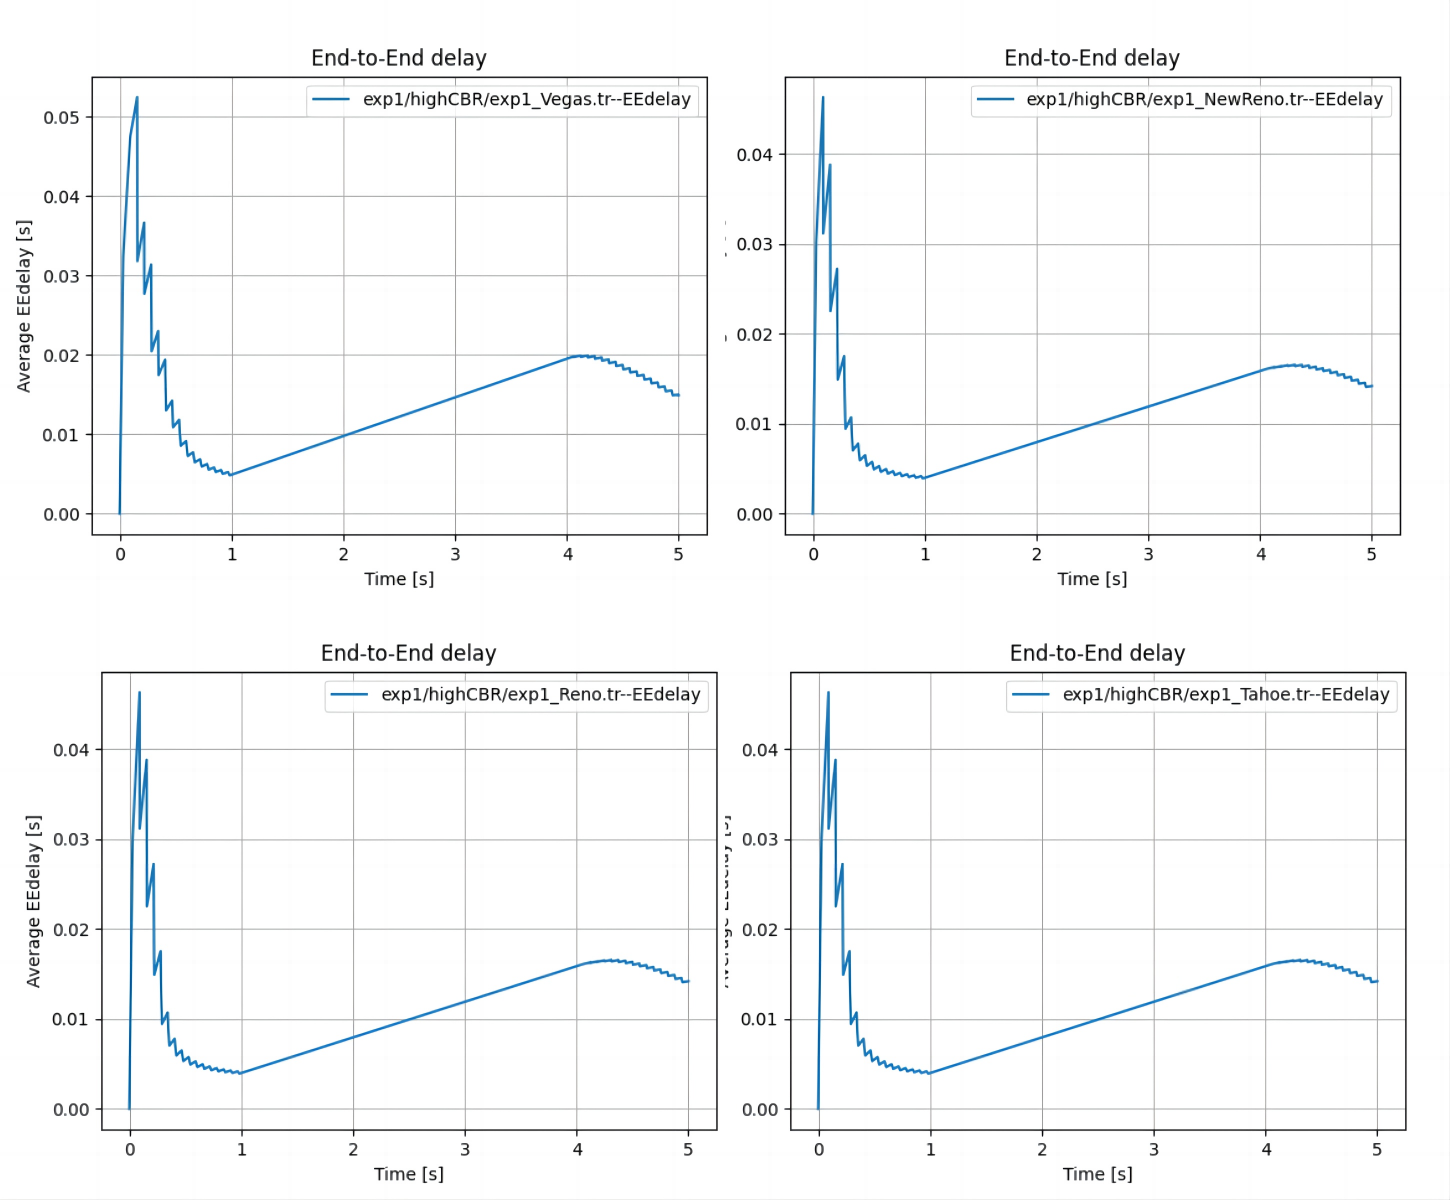 End-to-End delay
exp1/highCBR/exp1_Vegas.tr--EEdelay
Average EEdelay [s]
0.05
0.04
0.03
0.02
0.01
0.00
0 1 2 3 4 5
Time [s]
End-to-End delay
exp1/highCBR/exp1_NewReno.tr--EEdelay
0.04
0.03
0.02
0.01
0.00
0 1 2 3 4 5
Time [s]
End-to-End delay
exp1/highCBR/exp1_Reno.tr--EEdelay
Average EEdelay [s]
0.04
0.03
0.02
0.01
0.00
0 1 2 3 4 5
Time [s]
End-to-End delay
exp1/highCBR/exp1_Tahoe.tr--EEdelay
Average EEdelay [s]
0.04
0.03
0.02
0.01
0.00
0 1 2 3 4 5
Time [s]